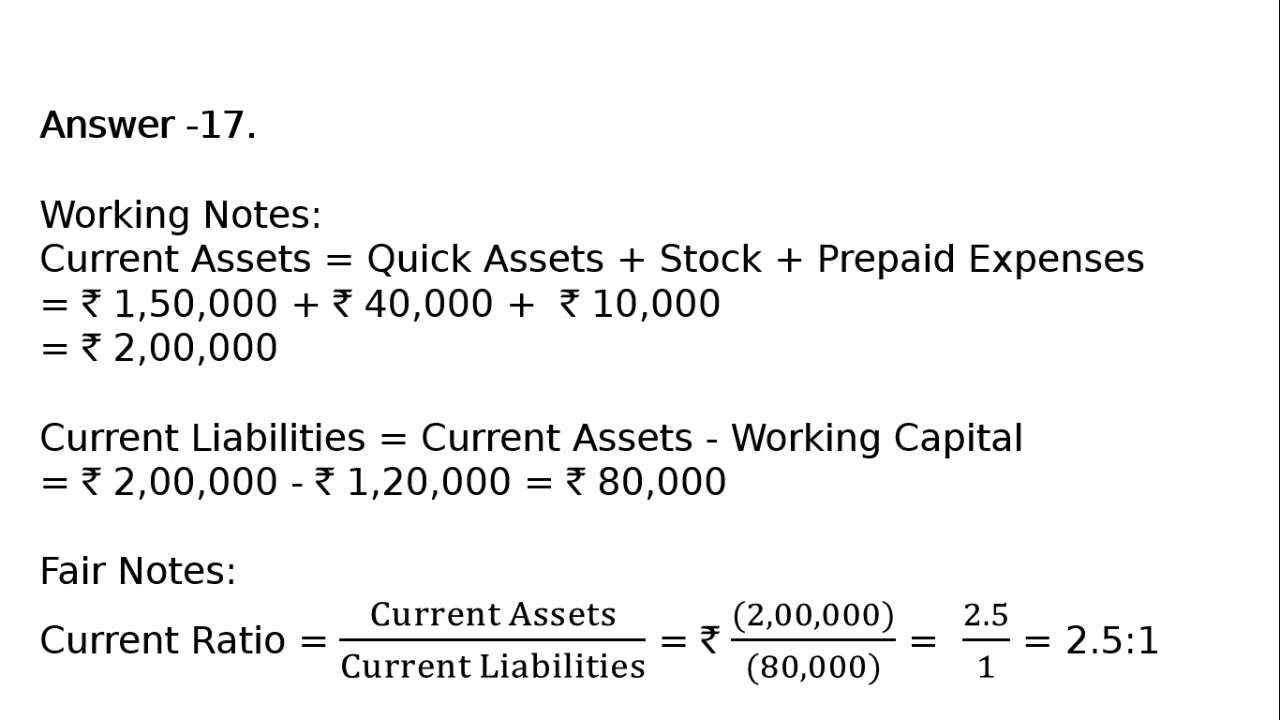 Answer -17.
Working Notes:
Current Assets = Quick Assets + Stock + Prepaid Expenses
= ₹ 1,50,000 + ₹ 40,000 + ₹ 10,000
= ₹ 2,00,000
Current Liabilities = Current Assets - Working Capital
= ₹ 2,00,000 - ₹ 1,20,000 = ₹ 80,000
Fair Notes:
Current Ratio = Current Assets / Current Liabilities = ₹ (2,00,000) / (80,000) = 2.5 / 1 = 2.5:1